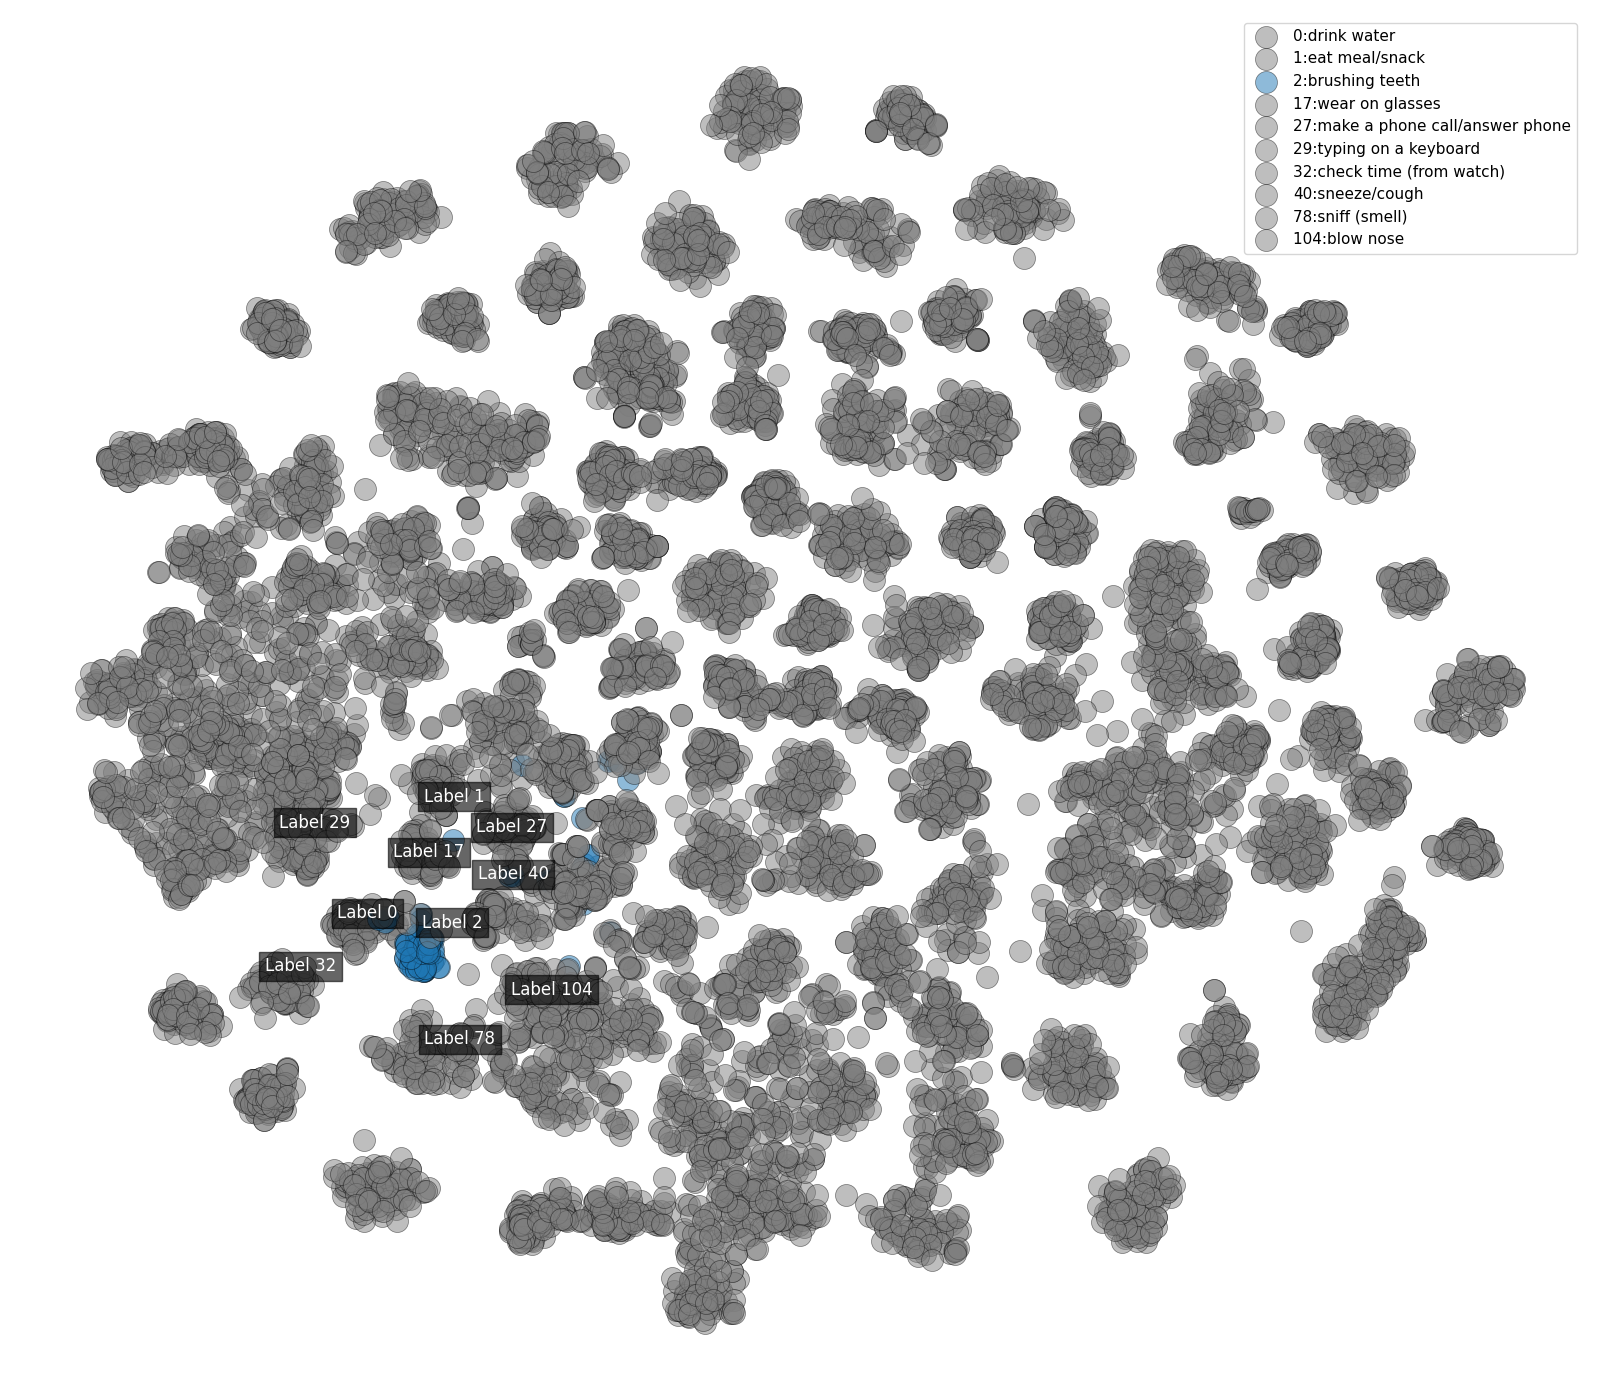 0:drink water
1:eat meal/snack
2:brushing teeth
17:wear on glasses
27:make a phone call/answer phone
29:typing on a keyboard
32:check time (from watch)
40:sneeze/cough
78:sniff (smell)
104:blow nose
Label 1
Label 29
Label 27
Label 17
Label 40
Label 0
Label 2
Label 32
Label 104
Label 78